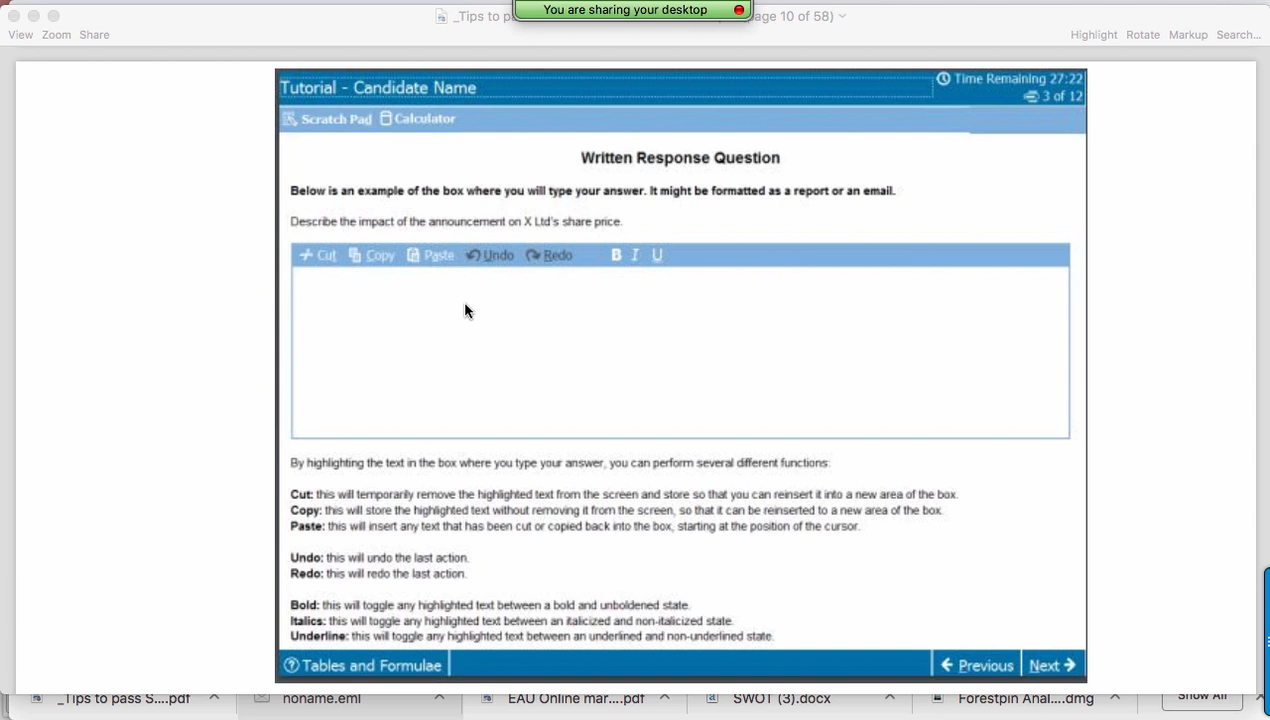 You are sharing your desktop
_Tips to p
age 10 of 58)
View Zoom Share
Highlight Rotate Markup Search...
Tutorial - Candidate Name
Time Remaining 27:22
3 of 12
Scratch Pad Calculator
Written Response Question
Below is an example of the box where you will type your answer. It might be formatted as a report or an email.
Describe the impact of the announcement on X Ltd's share price.
Cut Copy Paste Undo Redo B I U
By highlighting the text in the box where you type your answer, you can perform several different functions:
Cut: this will temporarily remove the highlighted text from the screen and store so that you can reinsert it into a new area of the box.
Copy: this will store the highlighted text without removing it from the screen, so that it can be reinserted to a new area of the box.
Paste: this will insert any text that has been cut or copied back into the box, starting at the position of the cursor.
Undo: this will undo the last action.
Redo: this will redo the last action.
Bold: this will toggle any highlighted text between a bold and unboldened state.
Italics: this will toggle any highlighted text between an italicized and non-italicized state.
Underline: this will toggle any highlighted text between an underlined and non-underlined state.
Tables and Formulae
Previous Next
_Tips to pass S....pdf noname.eml EAU Online mar....pdf SWOT (3).docx Forestpin Anal....dmg Show All